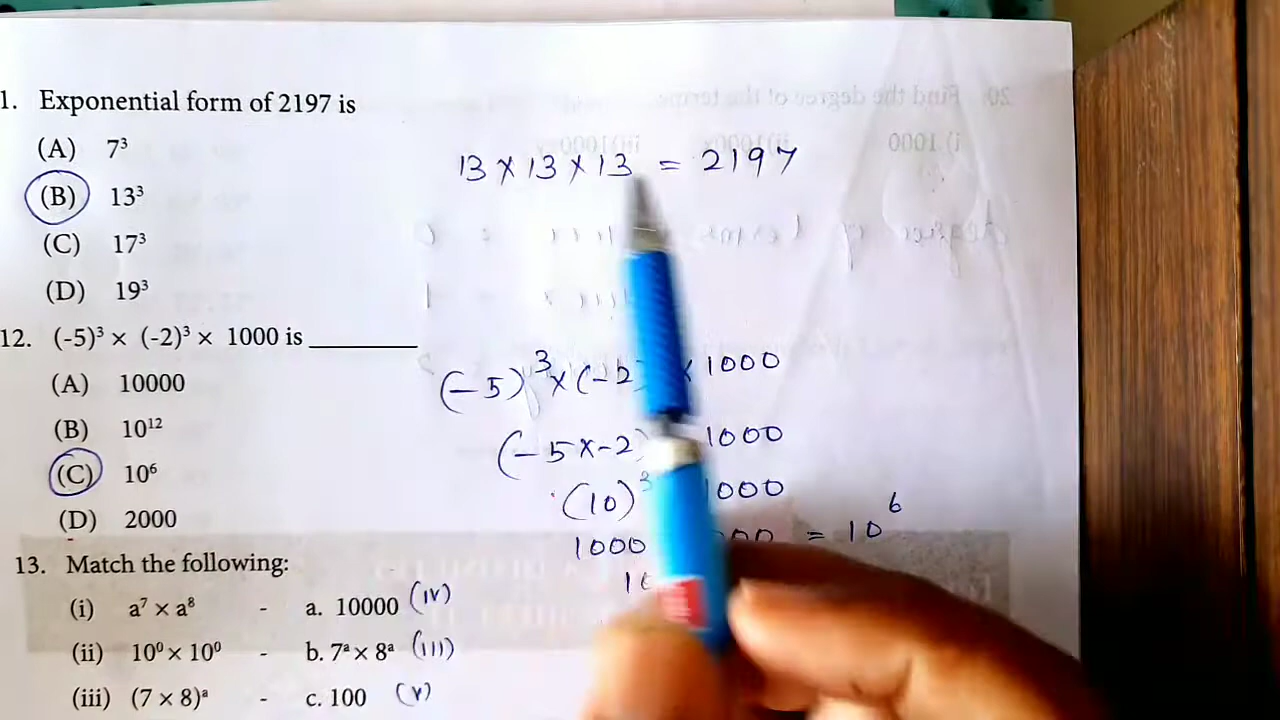 1. Exponential form of 2197 is
(A) 7³
13 × 13 × 13 = 2197
(B) 13³
(C) 17³
(D) 19³
12. (-5)³ × (-2)³ × 1000 is ________
(A) 10000
(-5)³ × (-2) × 1000
(B) 10¹²
(-5×-2) 1000
(C) 10⁶
(10)³ 1000
(D) 2000
1000 = 10⁶
13. Match the following:
(i) a⁷ × a⁸ - a. 10000 (IV)
(ii) 10⁰ × 10⁰ - b. 7ᵃ × 8ᵃ (III)
(iii) (7 × 8)ᵃ - c. 100 (V)